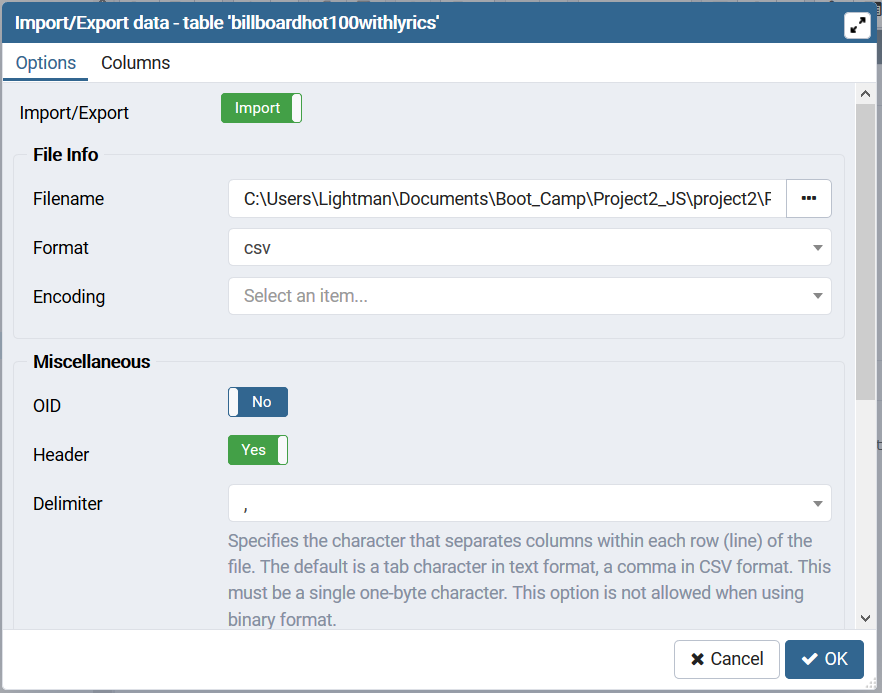 Import/Export data - table 'billboardhot100withlyrics'
Options Columns
Import/Export Import
File Info
Filename C:\Users\Lightman\Documents\Boot_Camp\Project2_JS\project2\F •••
Format csv
Encoding Select an item...
Miscellaneous
OID No
Header Yes
Delimiter ,
Specifies the character that separates columns within each row (line) of the
file. The default is a tab character in text format, a comma in CSV format. This
must be a single one-byte character. This option is not allowed when using
binary format.
Cancel OK